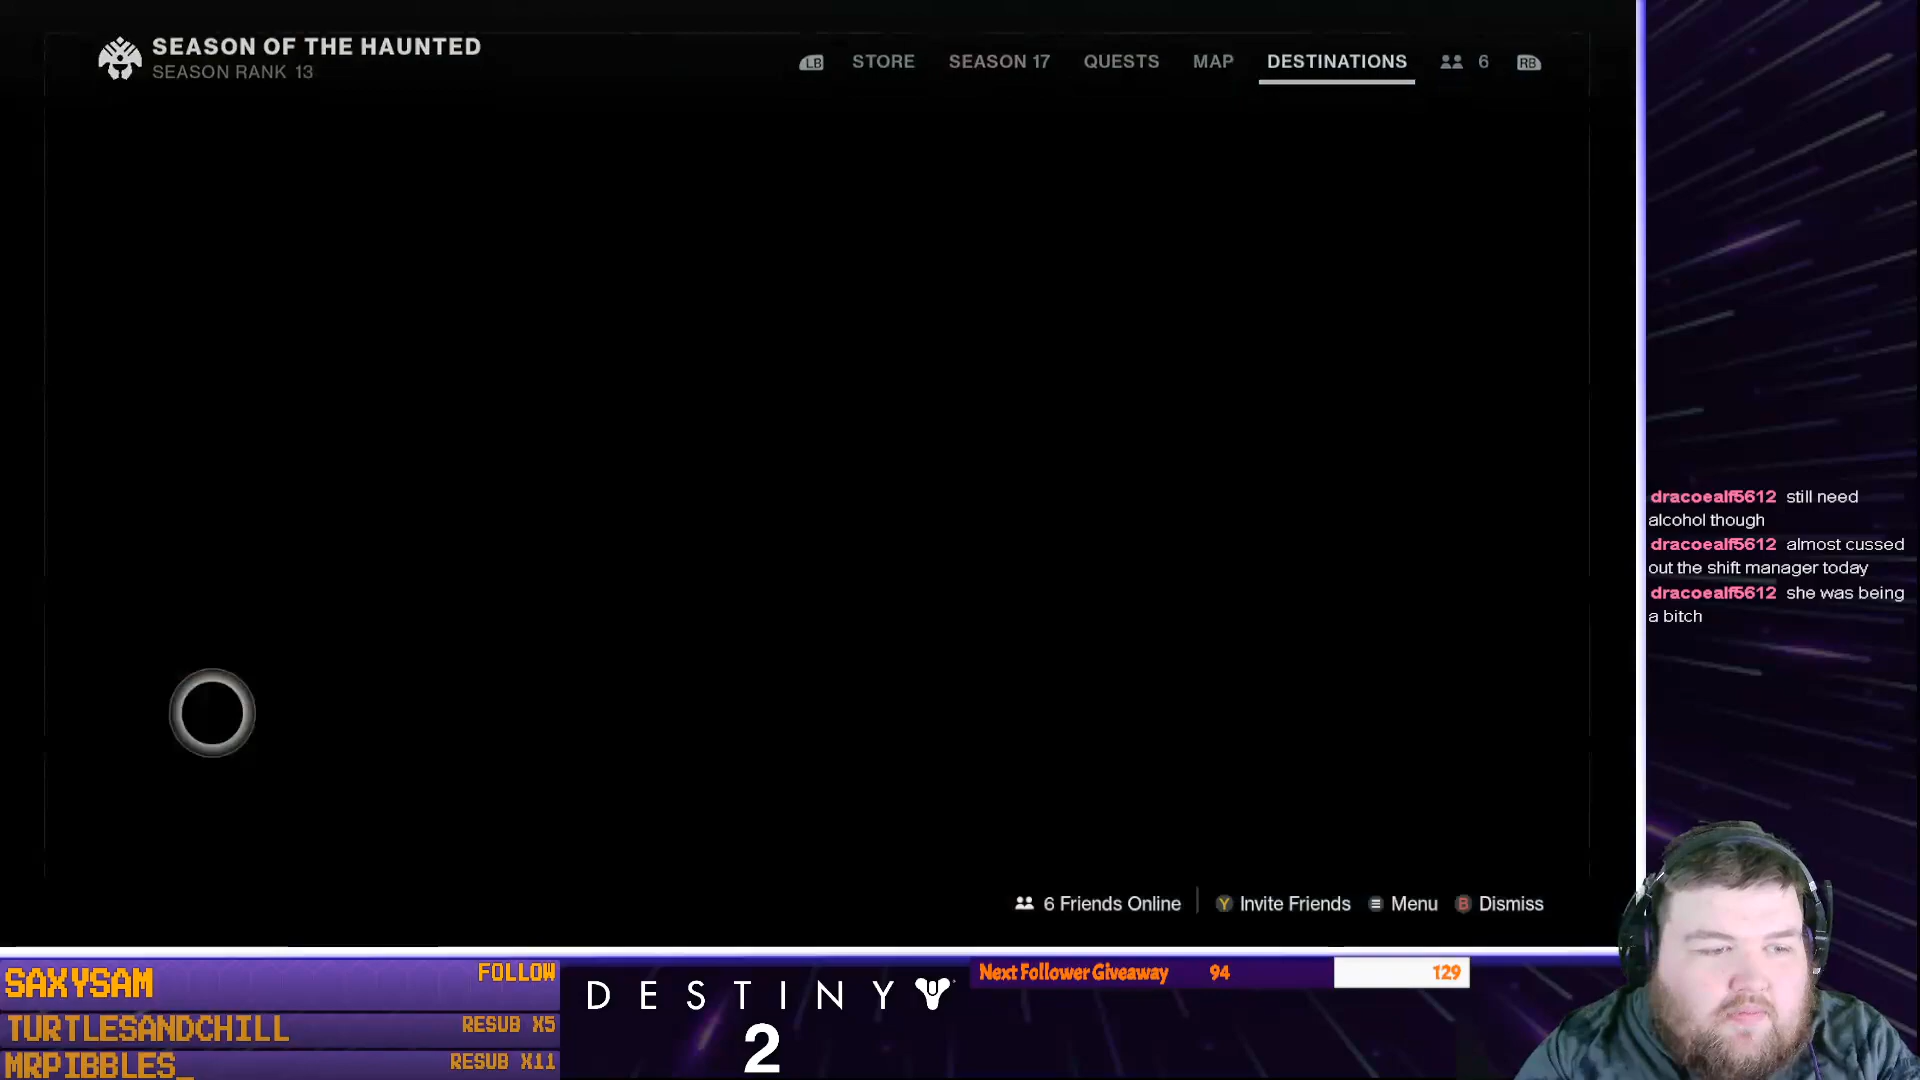 SEASON OF THE HAUNTED
SEASON RANK 13
LB STORE SEASON 17 QUESTS MAP DESTINATIONS 6 RB
dracoealf5612 still need
alcohol though
dracoealf5612 almost cussed
out the shift manager today
dracoealf5612 she was being
a bitch
6 Friends Online Y Invite Friends Menu B Dismiss
SAXYSAM FOLLOW
TURTLESANDCHILL RESUB X5
MRPIBBLES_ RESUB X11
DESTINY
2
Next Follower Giveaway 94 129